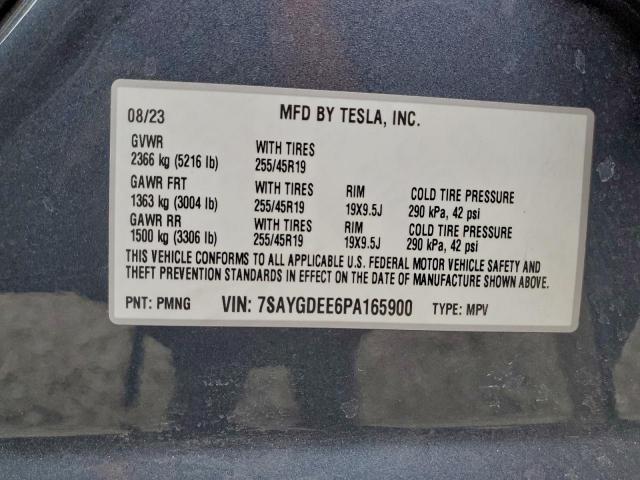 08/23 MFD BY TESLA, INC.
GVWR WITH TIRES
2366 kg (5216 lb) 255/45R19
GAWR FRT WITH TIRES RIM COLD TIRE PRESSURE
1363 kg (3004 lb) 255/45R19 19X9.5J 290 kPa, 42 psi
GAWR RR WITH TIRES RIM COLD TIRE PRESSURE
1500 kg (3306 lb) 255/45R19 19X9.5J 290 kPa, 42 psi
THIS VEHICLE CONFORMS TO ALL APPLICABLE U.S. FEDERAL MOTOR VEHICLE SAFETY AND
THEFT PREVENTION STANDARDS IN EFFECT ON THE DATE OF MANUFACTURE SHOWN ABOVE.
PNT: PMNG VIN: 7SAYGDEE6PA165900 TYPE: MPV